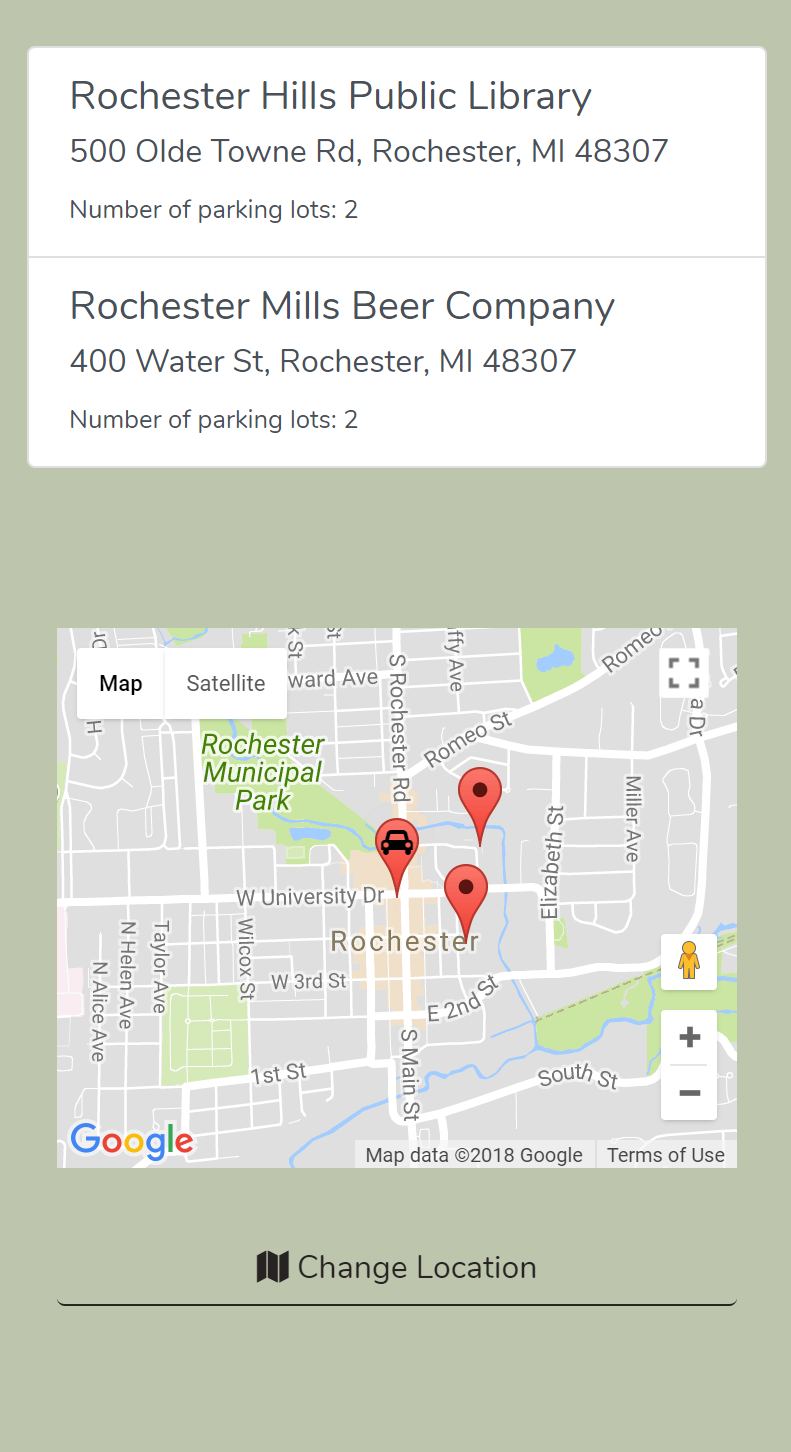 Rochester Hills Public Library
500 Olde Towne Rd, Rochester, MI 48307
Number of parking lots: 2
Rochester Mills Beer Company
400 Water St, Rochester, MI 48307
Number of parking lots: 2
Map
Satellite
ward Ave
S Rochester Rd
Romeo
a Dr
Romeo St
Rochester
Municipal
Park
Miller Ave
Elizabeth St
W University Dr
Rochester
Wilcox St
Taylor Ave
N Helen Ave
N Alice Ave
W 3rd St
E 2nd St
S Main St
1st St
South St
Google
Map data ©2018 Google
Terms of Use
Change Location